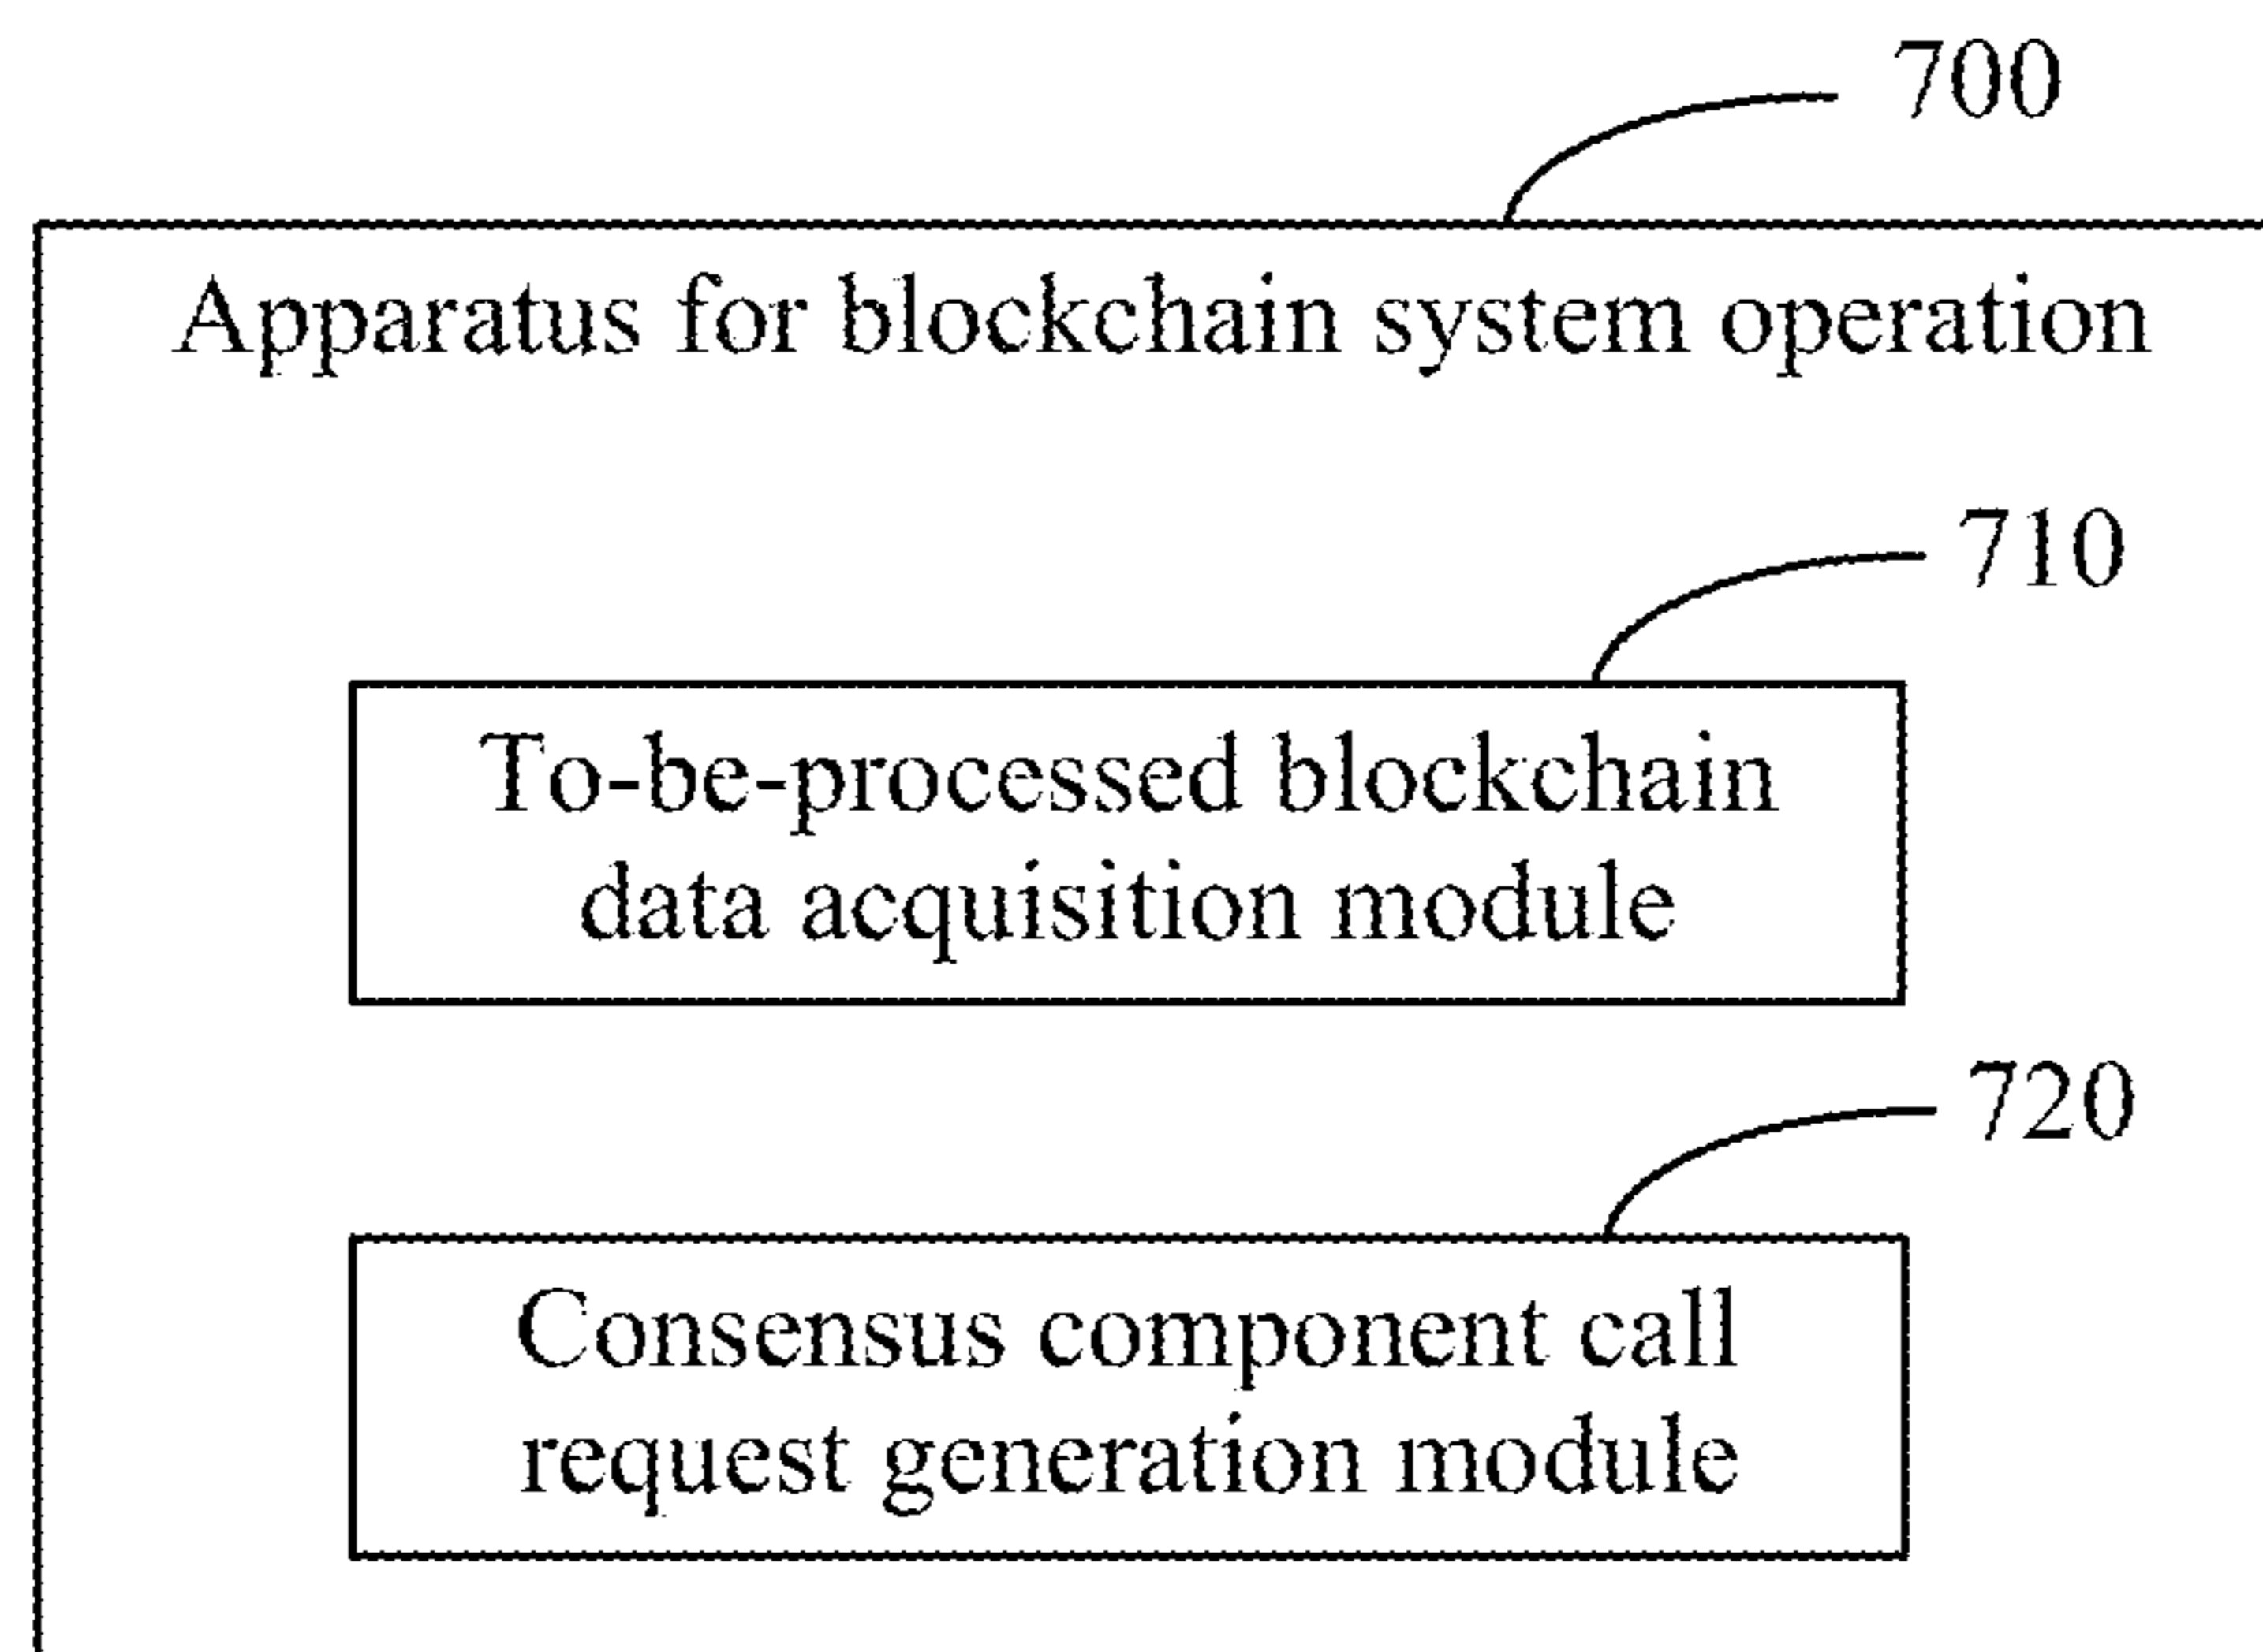 700
Apparatus for blockchain system operation
710
To-be-processed blockchain
data acquisition module
720
Consensus component call
request generation module